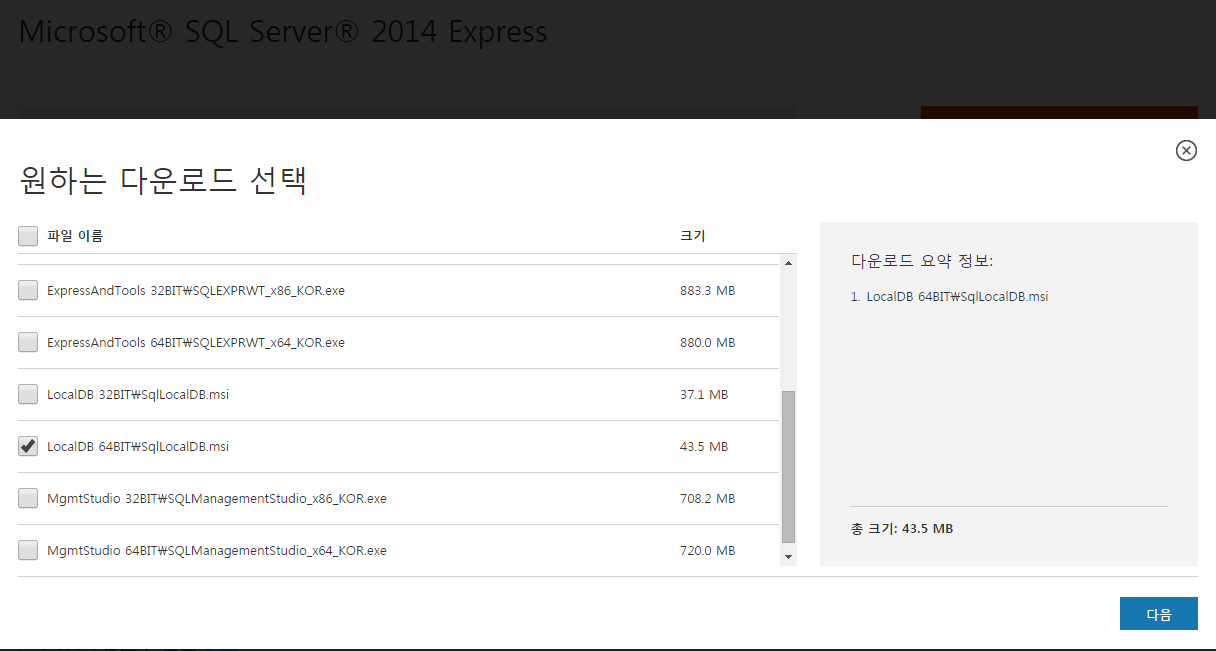 Microsoft® SQL Server® 2014 Express
원하는 다운로드 선택
파일 이름 크기
ExpressAndTools 32BIT₩SQLEXPRWT_x86_KOR.exe 883.3 MB
ExpressAndTools 64BIT₩SQLEXPRWT_x64_KOR.exe 880.0 MB
LocalDB 32BIT₩SqlLocalDB.msi 37.1 MB
LocalDB 64BIT₩SqlLocalDB.msi 43.5 MB
MgmtStudio 32BIT₩SQLManagementStudio_x86_KOR.exe 708.2 MB
MgmtStudio 64BIT₩SQLManagementStudio_x64_KOR.exe 720.0 MB
다운로드 요약 정보:
1. LocalDB 64BIT₩SqlLocalDB.msi
총 크기: 43.5 MB
다음